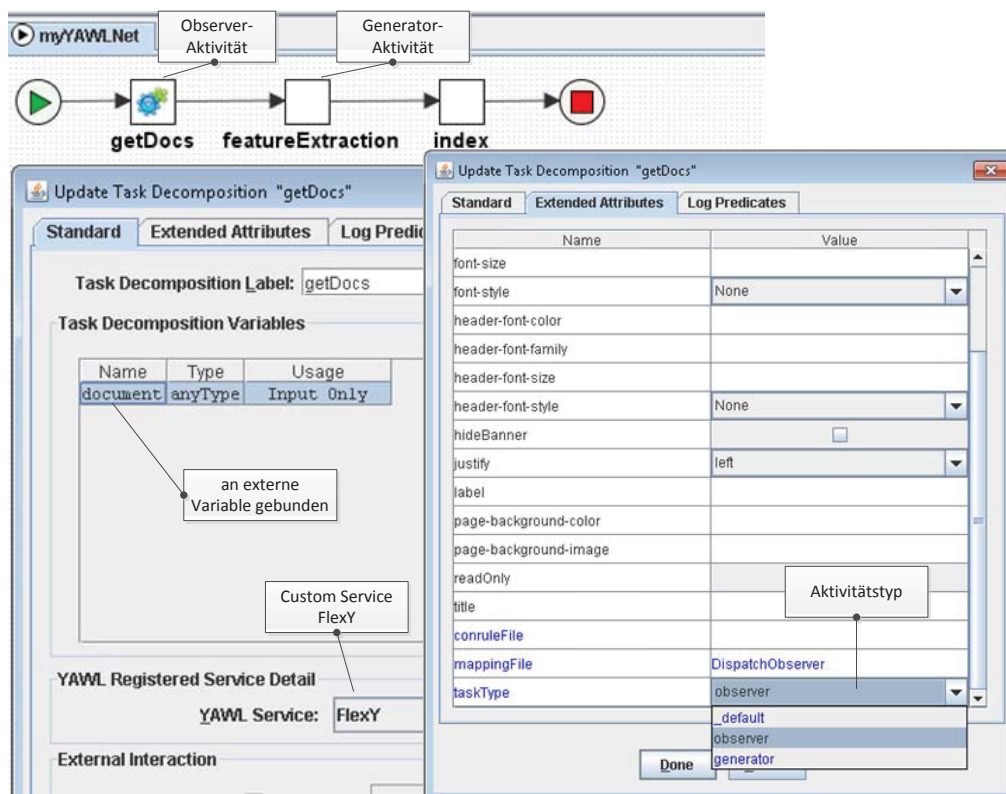 myYAWLNet
Observer-
Aktivität
Generator-
Aktivität
getDocs
featureExtraction
index
Update Task Decomposition "getDocs"
Standard
Extended Attributes
Log Predic
Task Decomposition Label: getDocs
Task Decomposition Variables
Name Type Usage
document anyType Input Only
an externe
Variable gebunden
Custom Service
FlexY
YAWL Registered Service Detail
YAWL Service: FlexY
External Interaction
Update Task Decomposition "getDocs"
Standard
Extended Attributes
Log Predicates
Name Value
font-size
font-style None
header-font-color
header-font-family
header-font-size
header-font-style None
hideBanner
justify left
label
page-background-color
page-background-image
readOnly
Aktivitätstyp
title
conruleFile
mappingFile DispatchObserver
taskType observer
_default
observer
generator
Done